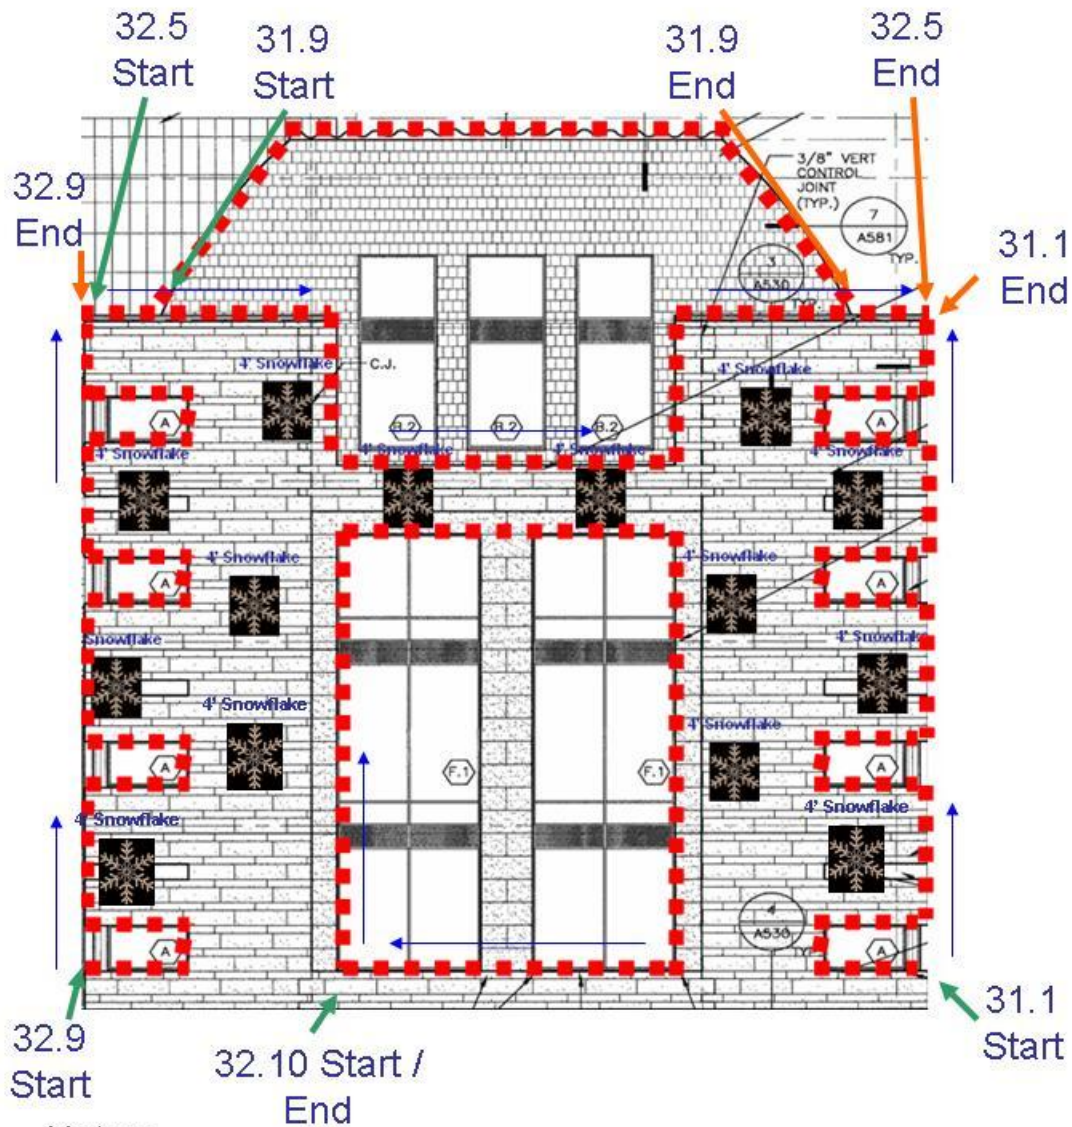 32.5
Start
31.9
Start
31.9
End
32.5
End
32.9
End
3/8" VERT
CONTROL
JOINT
(TYP.)
7
A581
TYP.
3
A530
TYP.
31.1
End
4' Snowflake
C.J.
4' Snowflake
A
A
B.2
B.2
B.2
4' Snowflake
4' Snowflake
4' Snowflake
4' Snowflake
A
4' Snowflake
4' Snowflake
A
Snowflake
4' Snowflake
4' Snowflake
4' Snowflake
A
F.1
F.1
A
4' Snowflake
4' Snowflake
4
A530
A
A
32.9
Start
32.10 Start /
End
31.1
Start